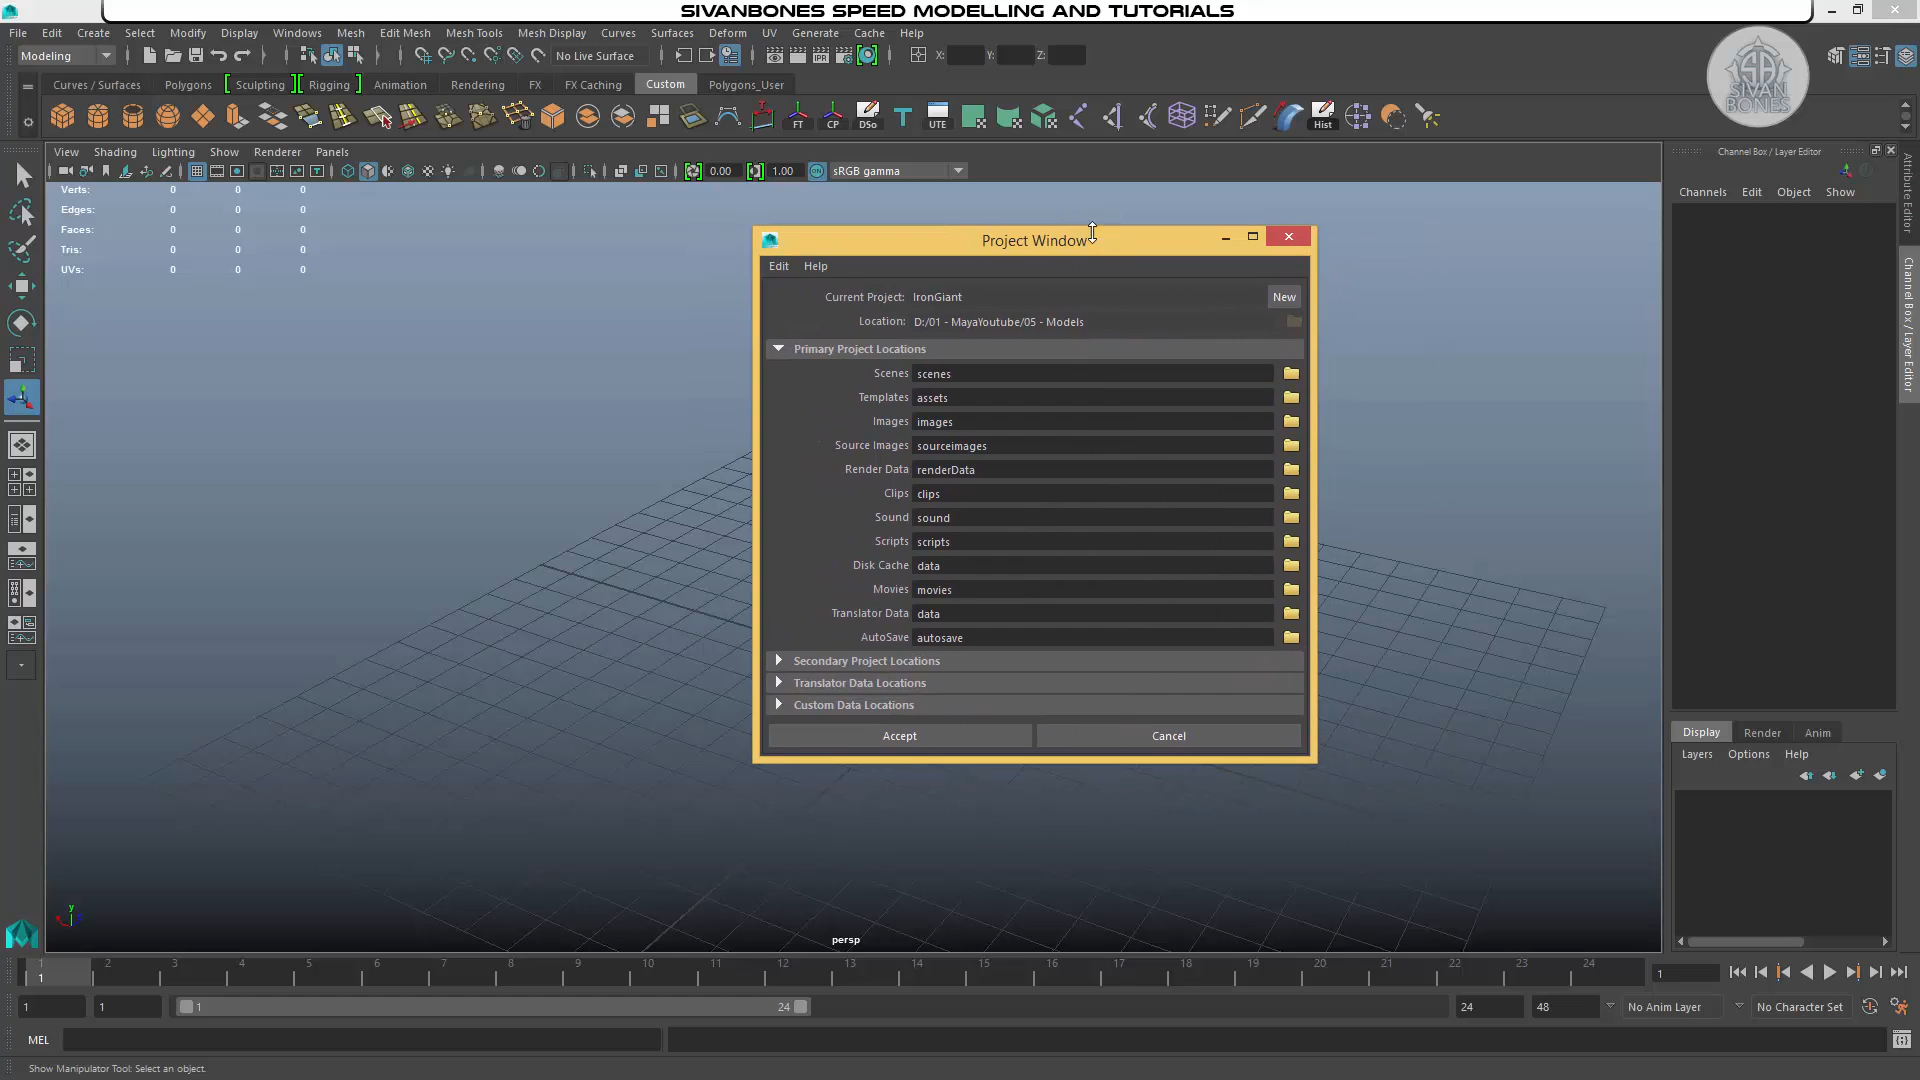 SIVANBONES SPEED MODELLING AND TUTORIALS
File Edit Create Select Modify Display Windows Mesh Edit Mesh Mesh Tools Mesh Display Curves Surfaces Deform UV Generate Cache Help
Modeling No Live Surface X: Y: Z:
Curves / Surfaces Polygons Sculpting Rigging Animation Rendering FX FX Caching Custom Polygons_User
FT CP DSo UTE Hist
SIVAN
BONES
View Shading Lighting Show Renderer Panels
0.00 1.00 sRGB gamma
Channel Box / Layer Editor
Channels Edit Object Show
Attribute Editor
Channel Box / Layer Editor
Verts: 0 0 0
Edges: 0 0 0
Faces: 0 0 0
Tris: 0 0 0
UVs: 0 0 0
Project Window
Edit Help
Current Project: IronGiant New
Location: D:/01 - MayaYoutube/05 - Models
Primary Project Locations
Scenes scenes
Templates assets
Images images
Source Images sourceimages
Render Data renderData
Clips clips
Sound sound
Scripts scripts
Disk Cache data
Movies movies
Translator Data data
AutoSave autosave
Secondary Project Locations
Translator Data Locations
Custom Data Locations
Accept Cancel
Display Render Anim
Layers Options Help
y
persp
1 2 3 4 5 6 7 8 9 10 11 12 13 14 15 16 17 18 19 20 21 22 23 24
1 1
1 1 1 24 24 48 No Anim Layer No Character Set
MEL
Show Manipulator Tool: Select an object.